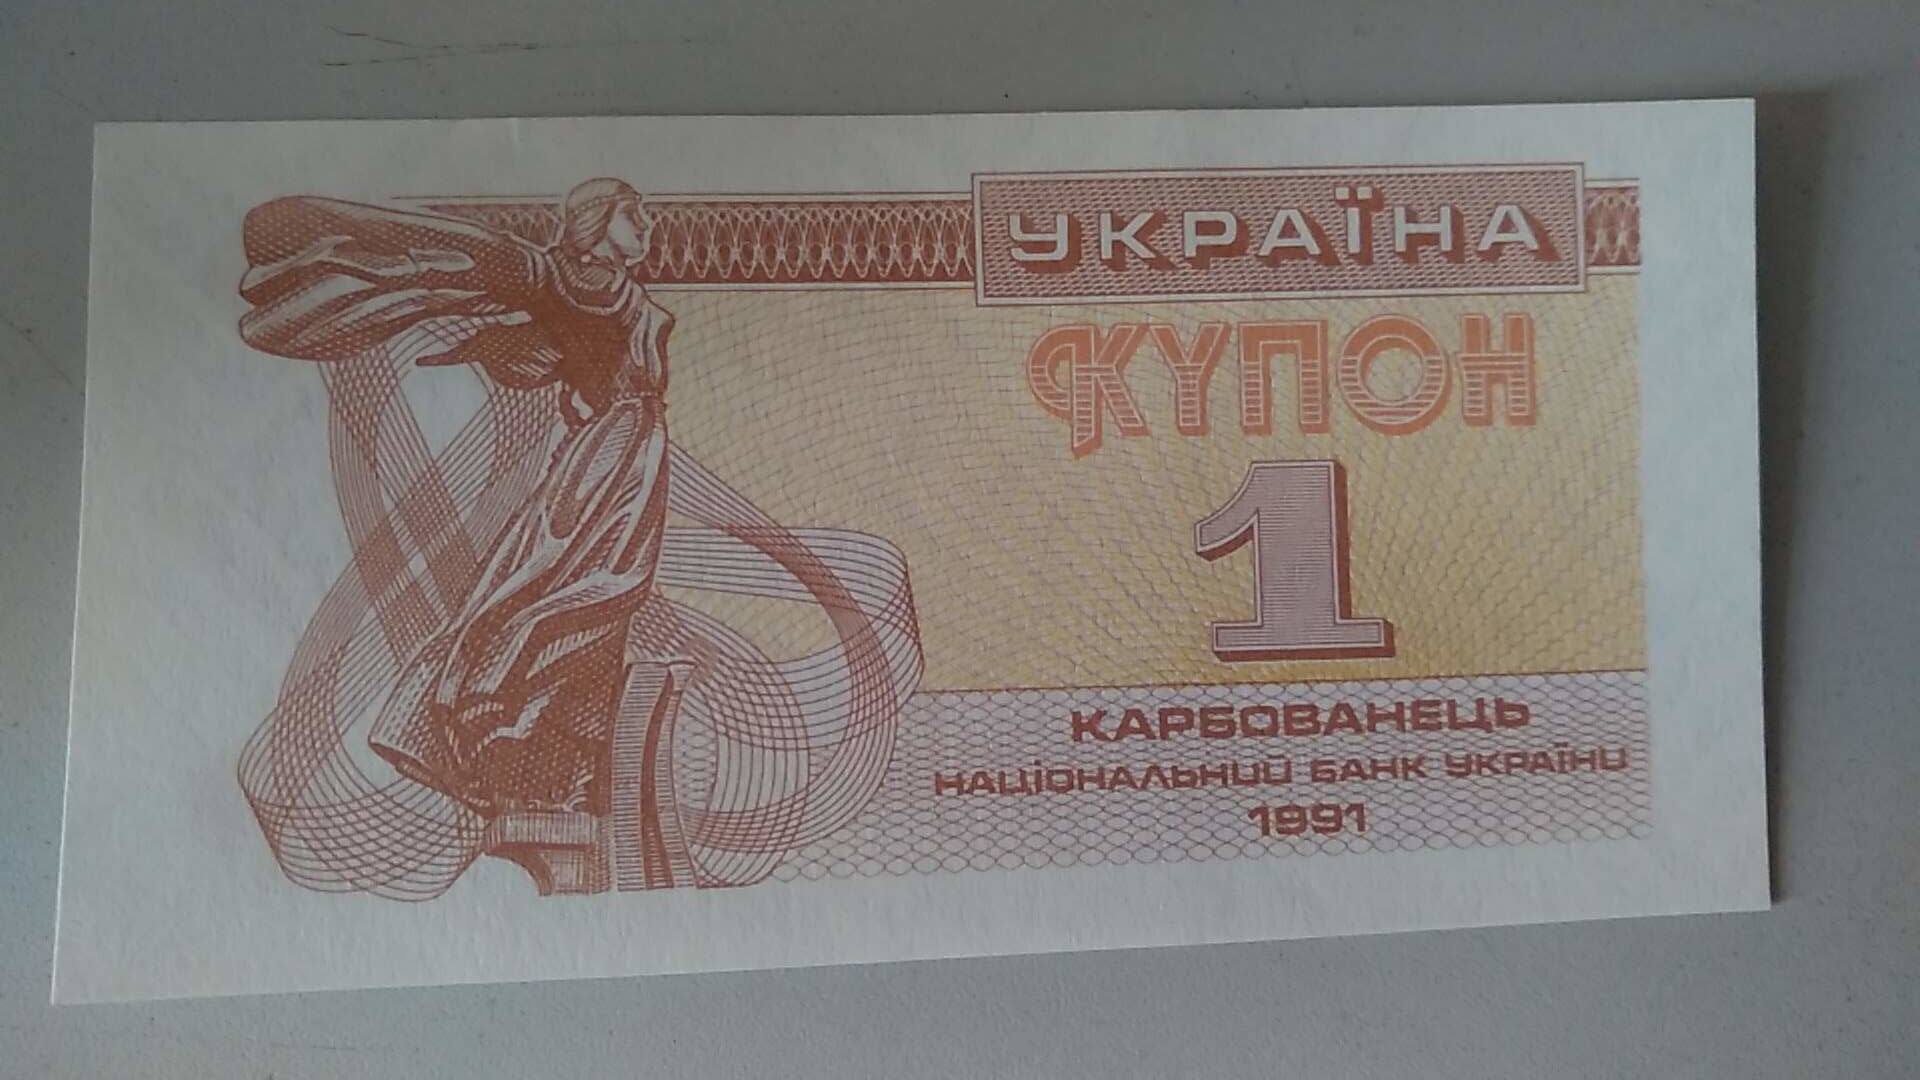 УКРАЇНА
КУПОН
1
КАРБОВАНЕЦЬ
НАЦІОНАЛЬНИЙ БАНК УКРАЇНИ
1991